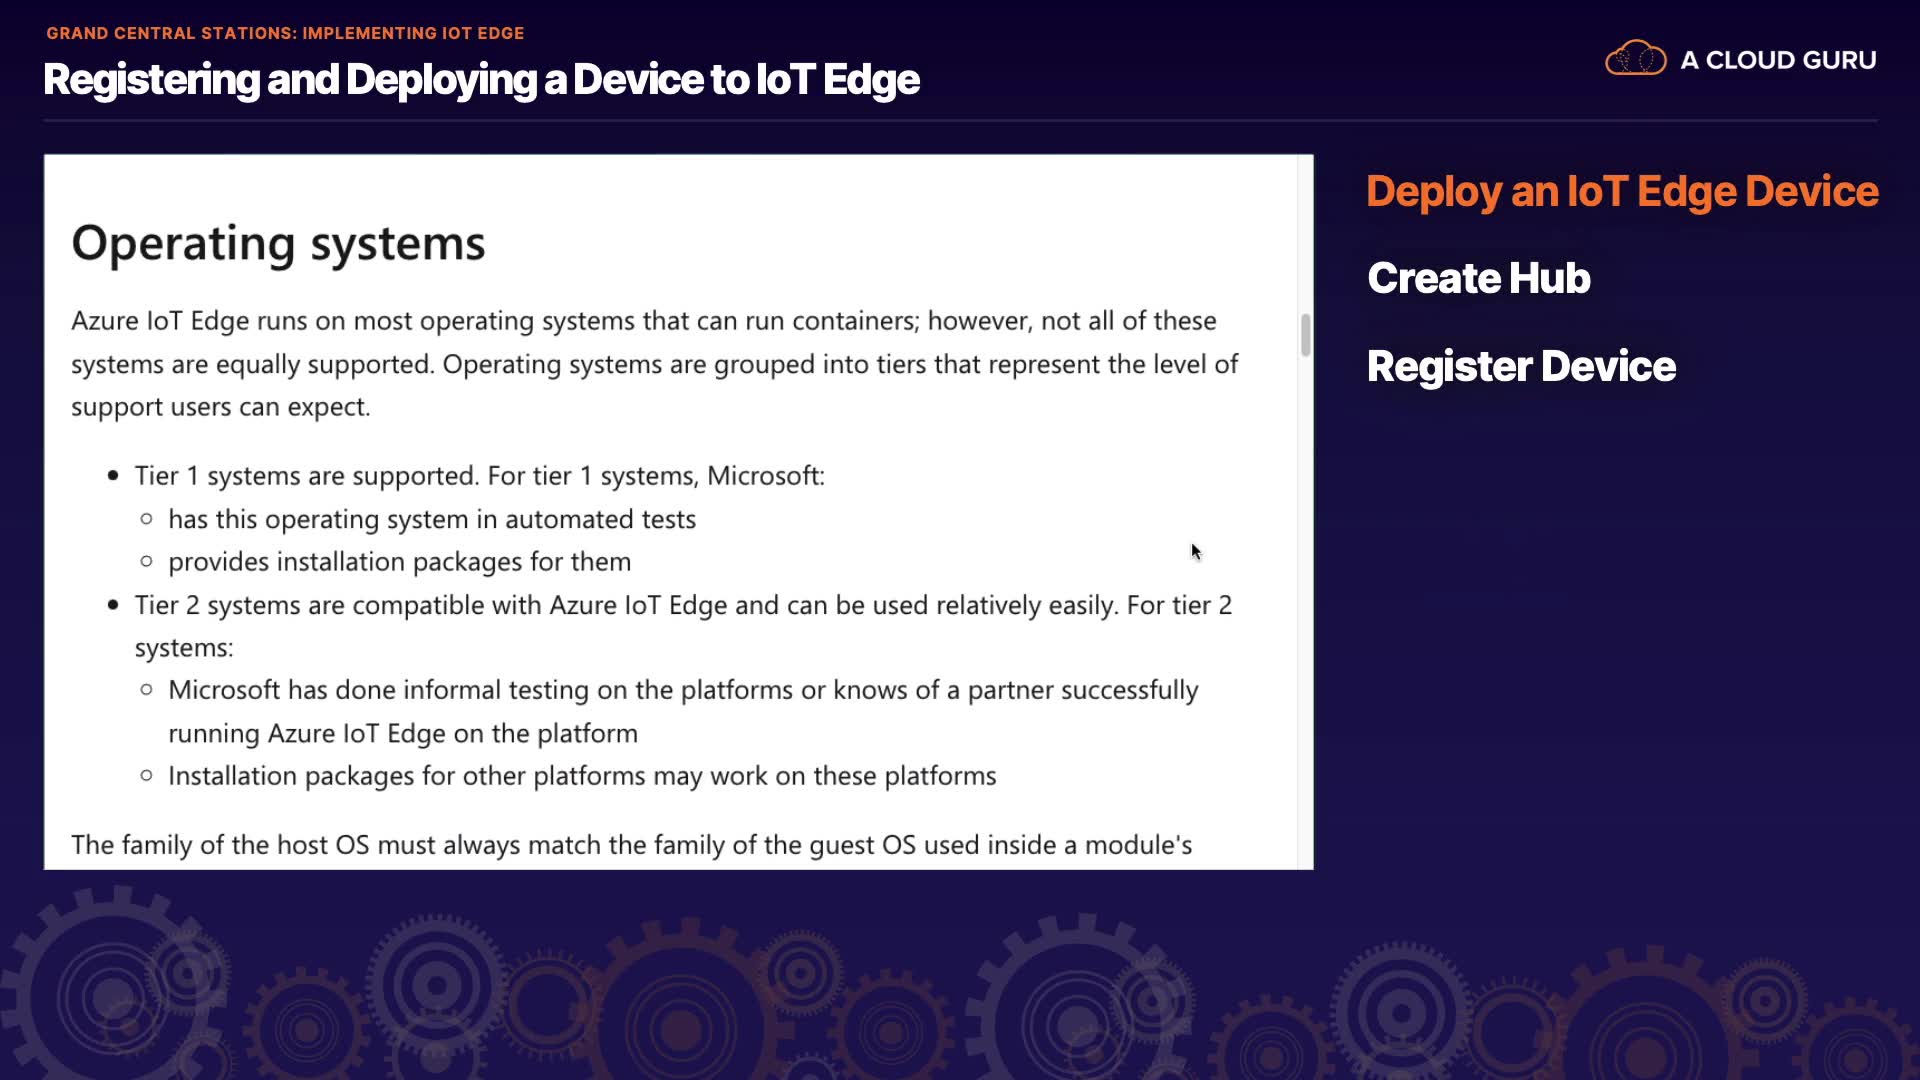 GRAND CENTRAL STATIONS: IMPLEMENTING IOT EDGE
Registering and Deploying a Device to IoT Edge
A CLOUD GURU
Operating systems
Azure IoT Edge runs on most operating systems that can run containers; however, not all of these
systems are equally supported. Operating systems are grouped into tiers that represent the level of
support users can expect.
Tier 1 systems are supported. For tier 1 systems, Microsoft:
has this operating system in automated tests
provides installation packages for them
Tier 2 systems are compatible with Azure IoT Edge and can be used relatively easily. For tier 2
systems:
Microsoft has done informal testing on the platforms or knows of a partner successfully
running Azure IoT Edge on the platform
Installation packages for other platforms may work on these platforms
The family of the host OS must always match the family of the guest OS used inside a module's
Deploy an IoT Edge Device
Create Hub
Register Device